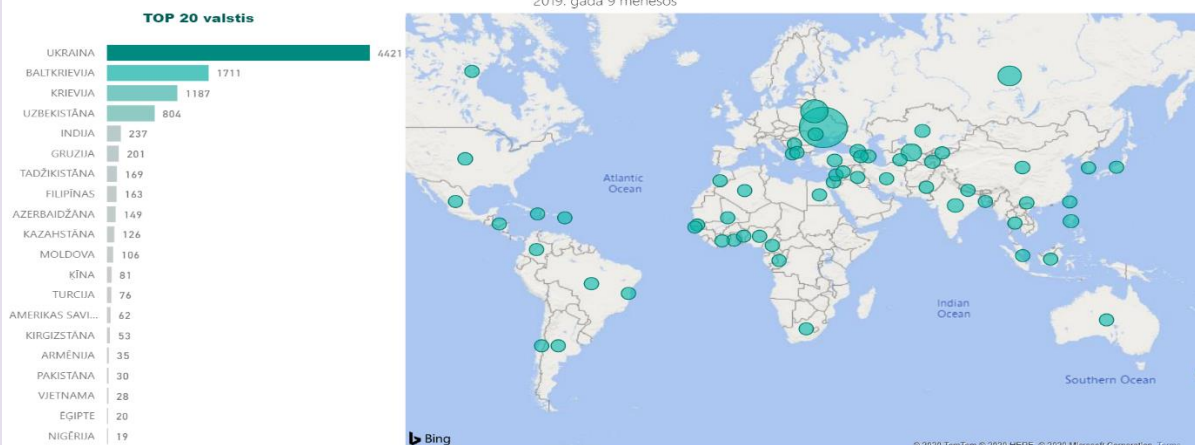 2019. gada 9 mēnešos
TOP 20 valstis
UKRAINA 4421
BALTKRIEVIJA 1711
KRIEVIJA 1187
UZBEKISTĀNA 804
INDIJA 237
GRUZIJA 201
TADŽIKISTĀNA 169
FILIPĪNAS 163
AZERBAIDŽĀNA 149
KAZAHSTĀNA 126
MOLDOVA 106
ĶĪNA 81
TURCIJA 76
AMERIKAS SAVI... 62
KIRGIZSTĀNA 53
ARMĒNIJA 35
PAKISTĀNA 30
VJETNAMA 28
ĒĢIPTE 20
NIGĒRIJA 19
Atlantic
Ocean
Indian
Ocean
Southern Ocean
Bing
© 2020 TomTom © 2020 HERE, © 2020 Microsoft Corporation Terms